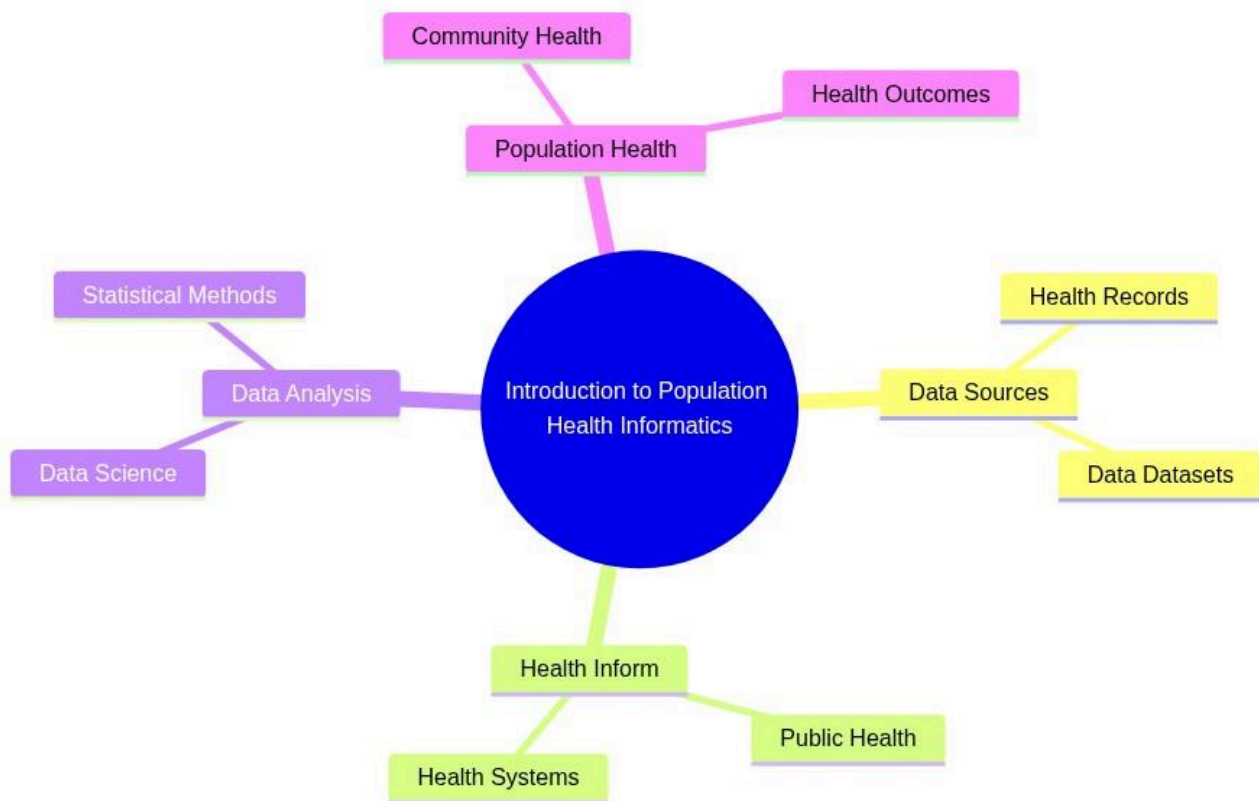 Community Health
Health Outcomes
Population Health
Statistical Methods
Health Records
Data Analysis
Introduction to Population
Health Informatics
Data Sources
Data Science
Data Datasets
Health Inform
Public Health
Health Systems